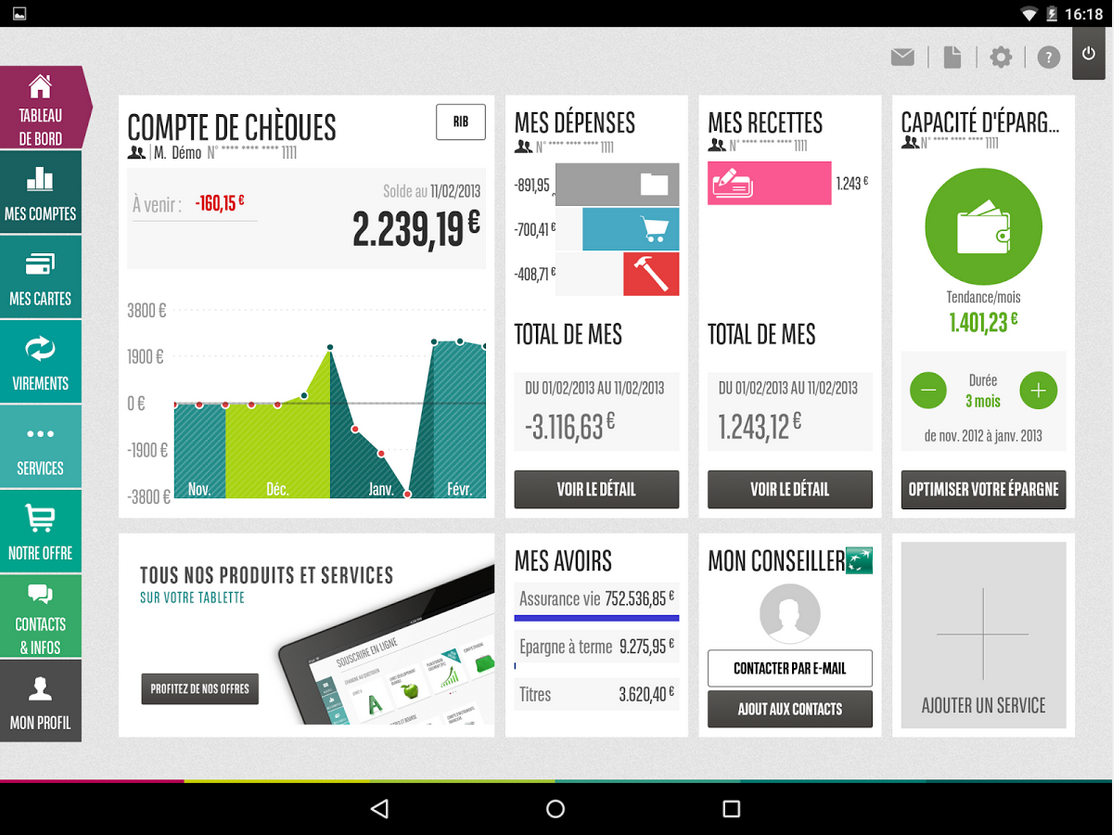 16:18
TABLEAU
DE BORD
MES COMPTES
MES CARTES
VIREMENTS
SERVICES
NOTRE OFFRE
CONTACTS
& INFOS
MON PROFIL
COMPTE DE CHÈQUES
RIB
M. Démo N° **** **** **** 1111
À venir : -160,15 €
Solde au 11/02/2013
2.239,19 €
3800 €
1900 €
0 €
-1900 €
-3800 €
Nov. Déc. Janv. Févr.
MES DÉPENSES
N° **** **** **** 1111
-891,95
-700,41 €
-408,71 €
TOTAL DE MES
DU 01/02/2013 AU 11/02/2013
-3.116,63 €
VOIR LE DÉTAIL
MES RECETTES
N° **** **** **** 1111
1.243 €
TOTAL DE MES
DU 01/02/2013 AU 11/02/2013
1.243,12 €
VOIR LE DÉTAIL
CAPACITÉ D'ÉPARG...
N° **** **** **** 1111
Tendance/mois
1.401,23 €
Durée
3 mois
de nov. 2012 à janv. 2013
OPTIMISER VOTRE ÉPARGNE
TOUS NOS PRODUITS ET SERVICES
SUR VOTRE TABLETTE
PROFITEZ DE NOS OFFRES
SOUSCRIRE EN LIGNE
MES AVOIRS
Assurance vie 752.536,85 €
Epargne à terme 9.275,95 €
Titres 3.620,40 €
MON CONSEILLER
CONTACTER PAR E-MAIL
AJOUT AUX CONTACTS
AJOUTER UN SERVICE